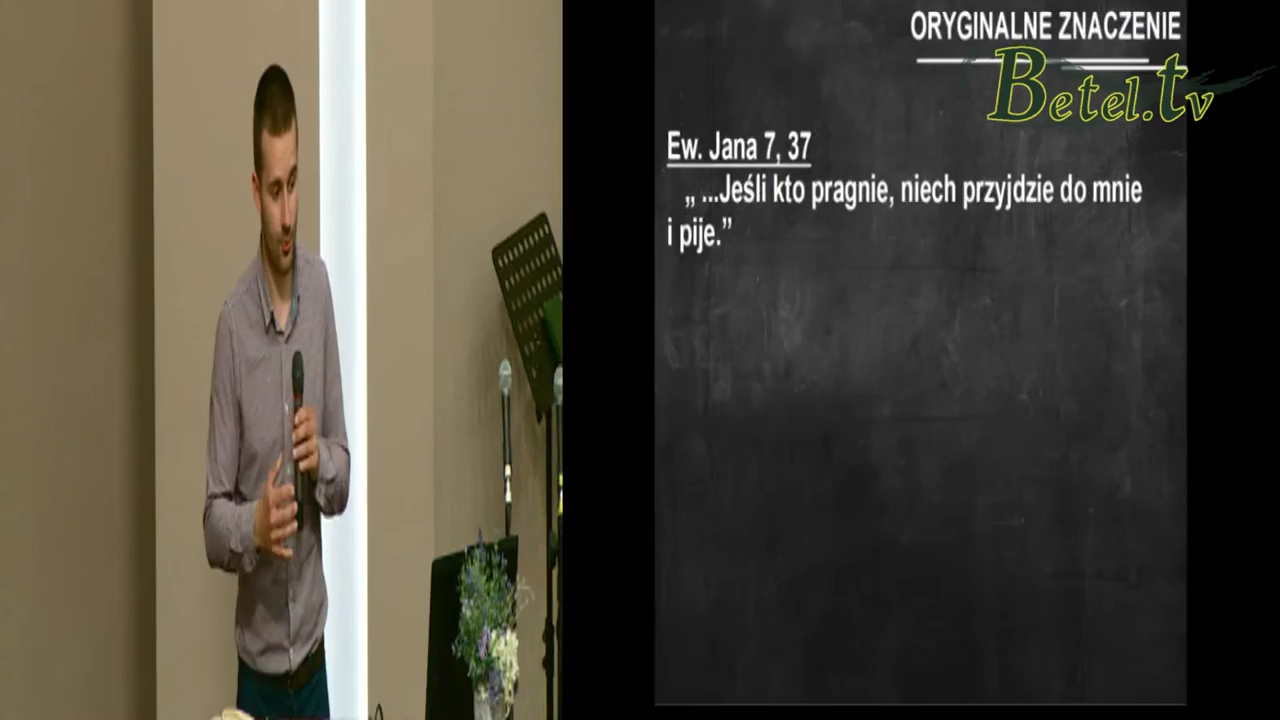 ORYGINALNE ZNACZENIE
Betel.tv
Ew. Jana 7, 37
„ ...Jeśli kto pragnie, niech przyjdzie do mnie
i pije.”